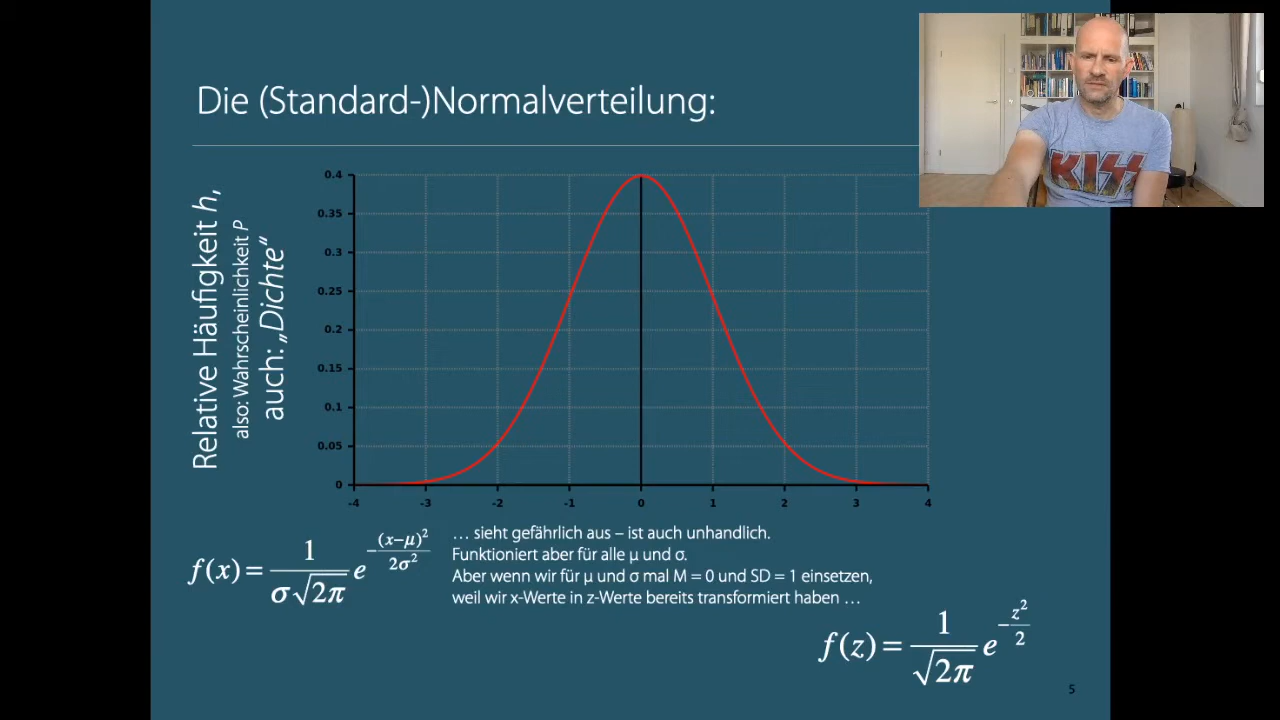 Die (Standard-)Normalverteilung:
KISS
Relative Häufigkeit h,
also: Wahrscheinlichkeit P
auch: „Dichte“
0.4
0.35
0.3
0.25
0.2
0.15
0.1
0.05
0
-4 -3 -2 -1 0 1 2 3 4
… sieht gefährlich aus – ist auch unhandlich.
Funktioniert aber für alle μ und σ.
Aber wenn wir für μ und σ mal M = 0 und SD = 1 einsetzen,
weil wir x-Werte in z-Werte bereits transformiert haben …
f(x) = 1/(σ√2π) e^(-(x-μ)²/2σ²)
f(z) = 1/√2π e^(-z²/2)
5